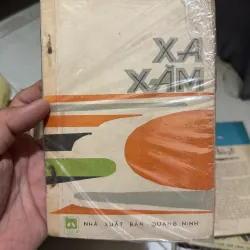 XA
XĂM
NHÀ XUẤT BẢN QUẢNG NINH